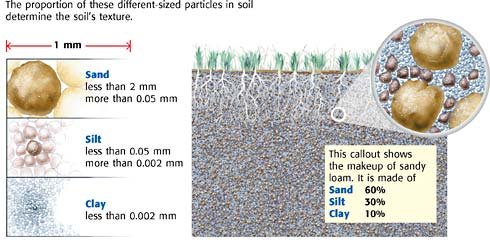 The proportion of these different-sized particles in soil
determine the soil's texture.
1 mm
Sand
less than 2 mm
more than 0.05 mm
Silt
less than 0.05 mm
more than 0.002 mm
Clay
less than 0.002 mm
This callout shows
the makeup of sandy
loam. It is made of
Sand 60%
Silt 30%
Clay 10%